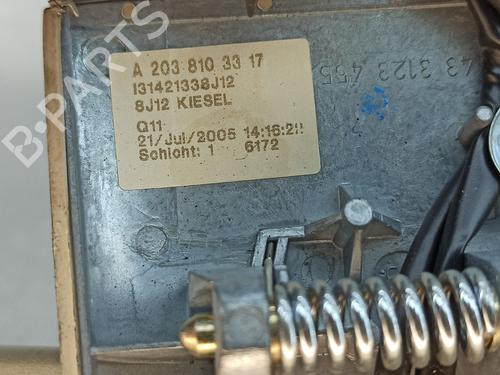 B-PARTS
A 203 810 33 17
I31421338J12
8J12 KIESEL
Q11
21/Jul/2005 14:16:2
Schicht: 1 6172
43 3123 455